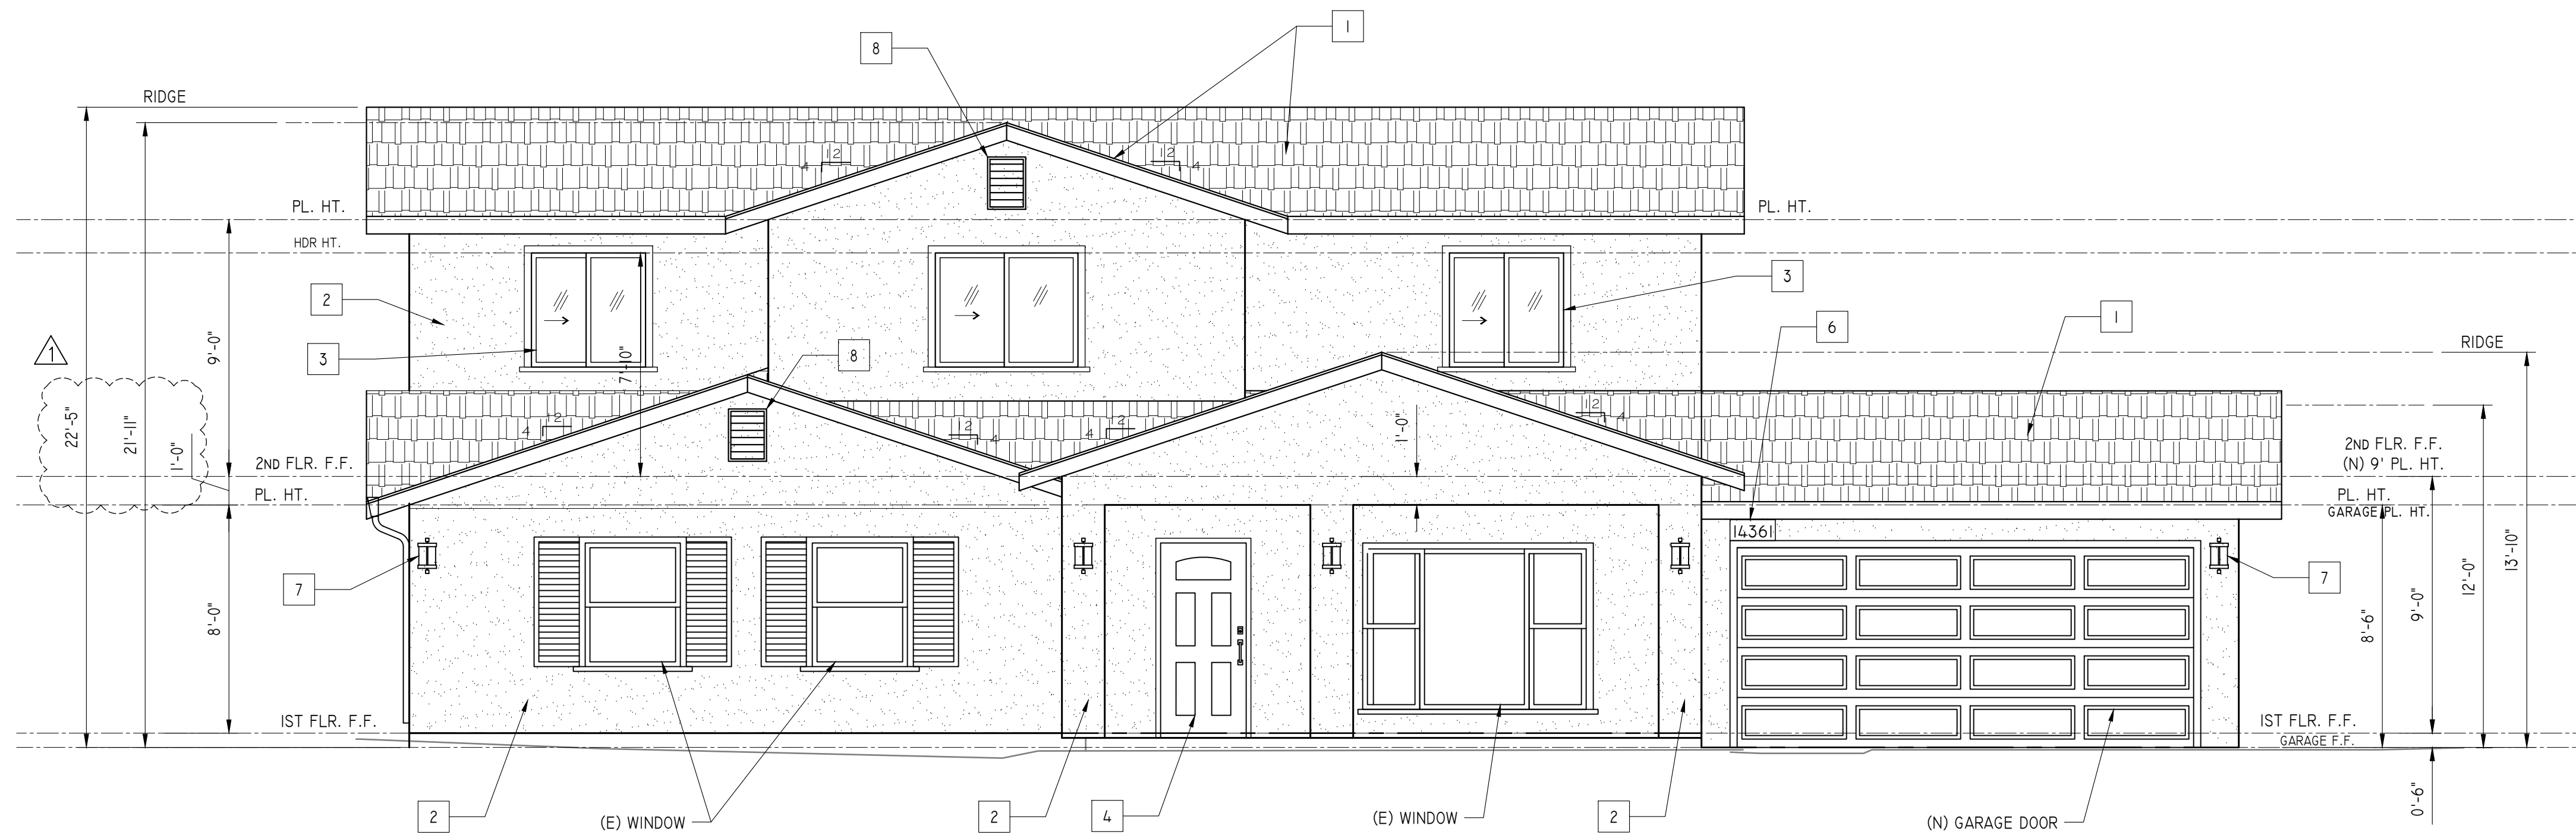 1
8
RIDGE
12
4
12
4
PL. HT.
PL. HT.
HDR HT.
3
2
6
1
3
9'-0"
7'-10"
8
RIDGE
1
22'-5"
21'-11"
1'-0"
12
4
12
4
12
4
12
4
1'-0"
2ND FLR. F.F.
2ND FLR. F.F.
(N) 9' PL. HT.
PL. HT.
PL. HT.
GARAGE PL. HT.
14361
7
7
8'-0"
8'-6"
9'-0"
12'-0"
13'-10"
1ST FLR. F.F.
1ST FLR. F.F.
GARAGE F.F.
0'-6"
2
(E) WINDOW
2
4
(E) WINDOW
2
(N) GARAGE DOOR